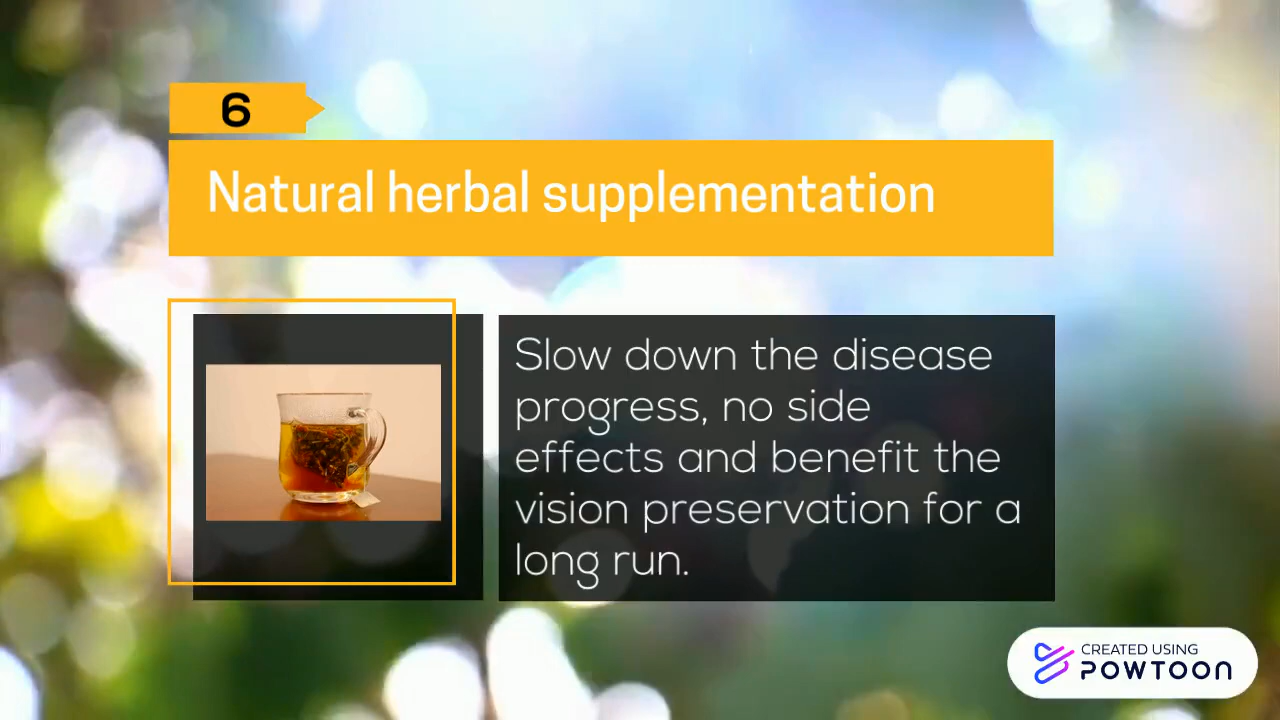 6
Natural herbal supplementation
Slow down the disease
progress, no side
effects and benefit the
vision preservation for a
long run.
CREATED USING
POWTOON